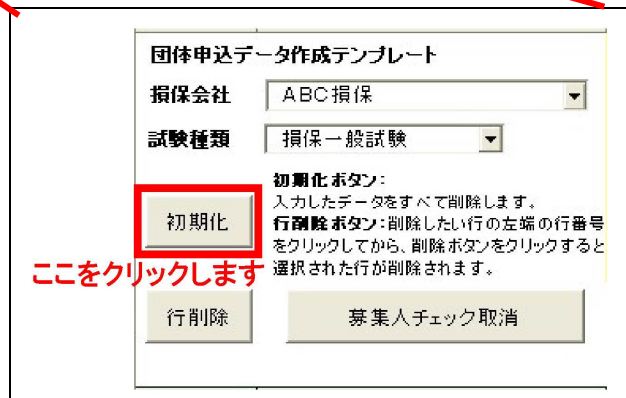 団体申込データ作成テンプレート
損保会社 ABC損保
試験種類 損保一般試験
初期化ボタン：
入力したデータをすべて削除します。
行削除ボタン：削除したい行の左端の行番号
をクリックしてから、削除ボタンをクリックすると
選択された行が削除されます。
初期化
ここをクリックします
行削除 募集人チェック取消